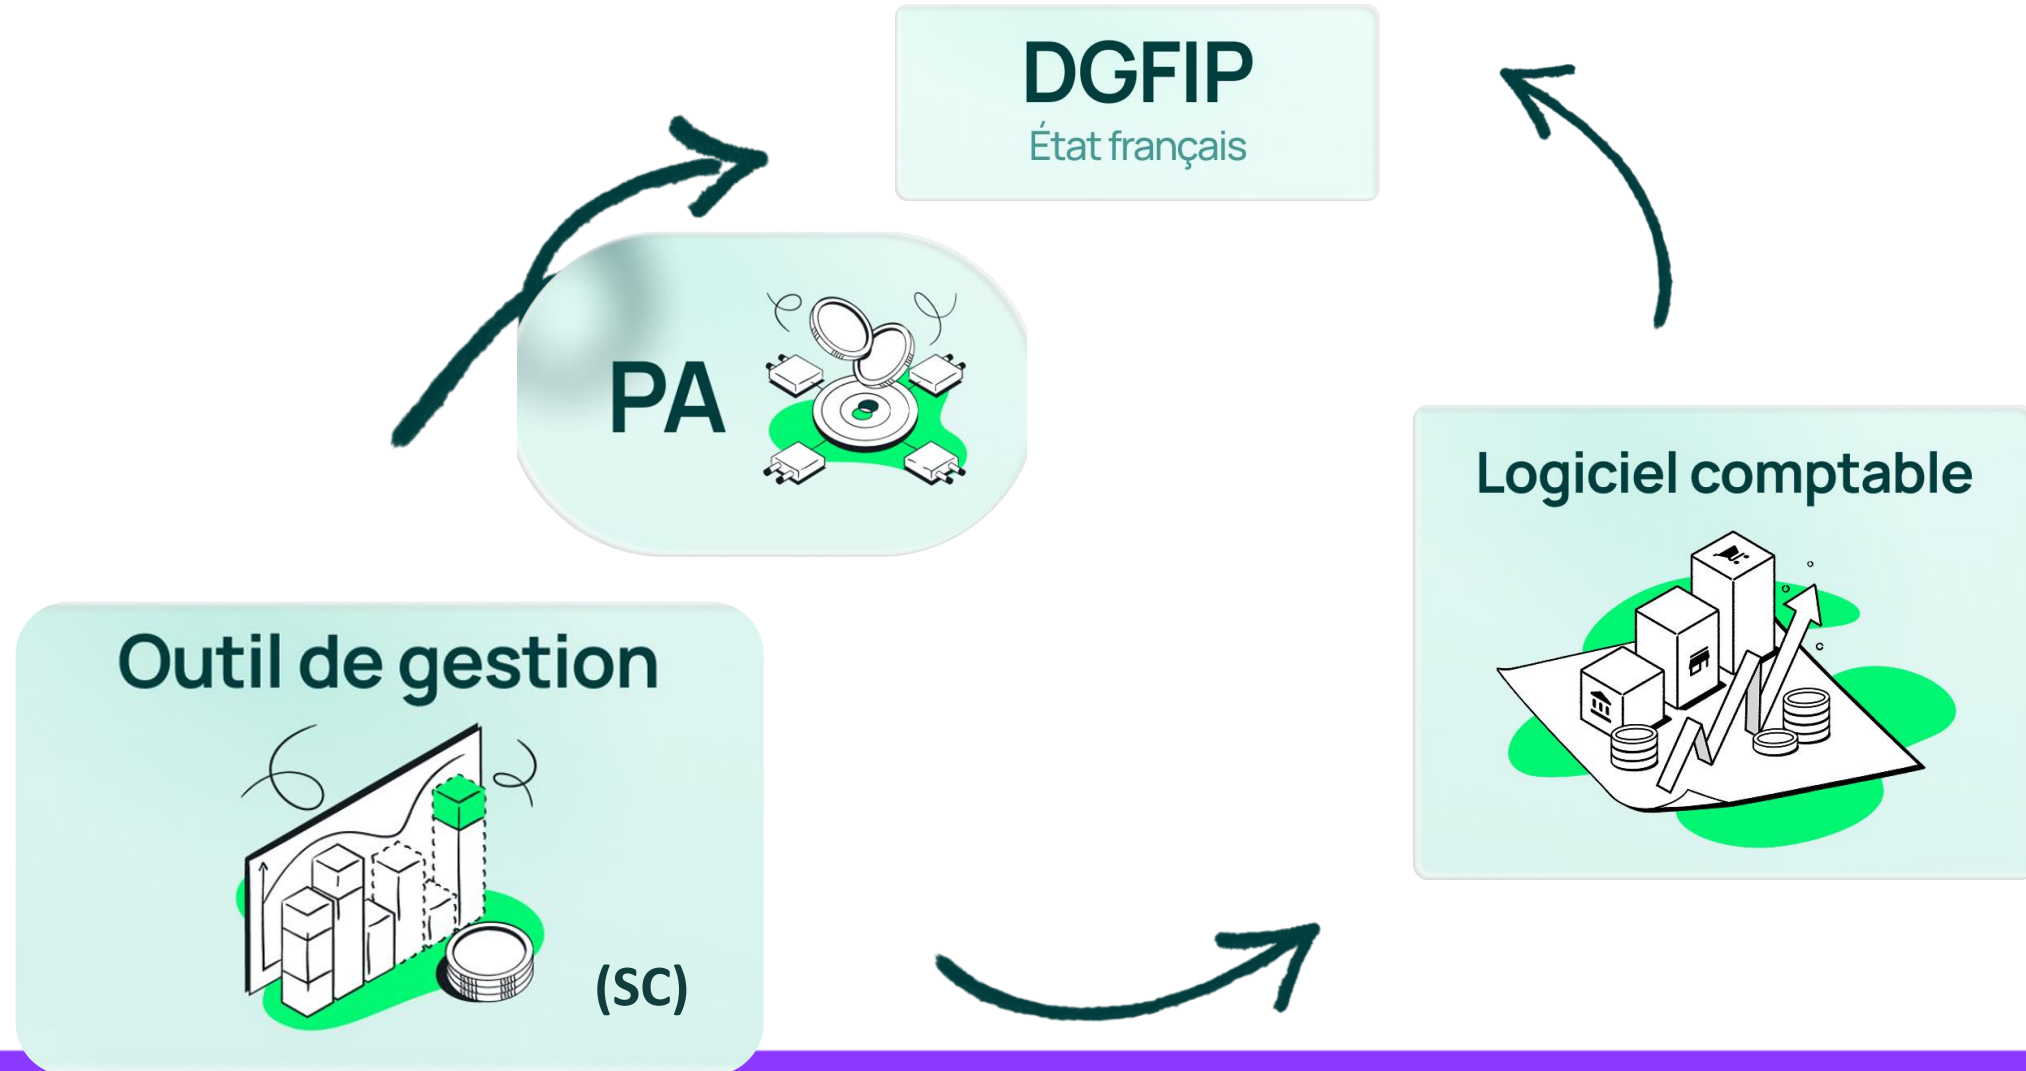 DGFIP
État français
PA
Logiciel comptable
Outil de gestion
(SC)